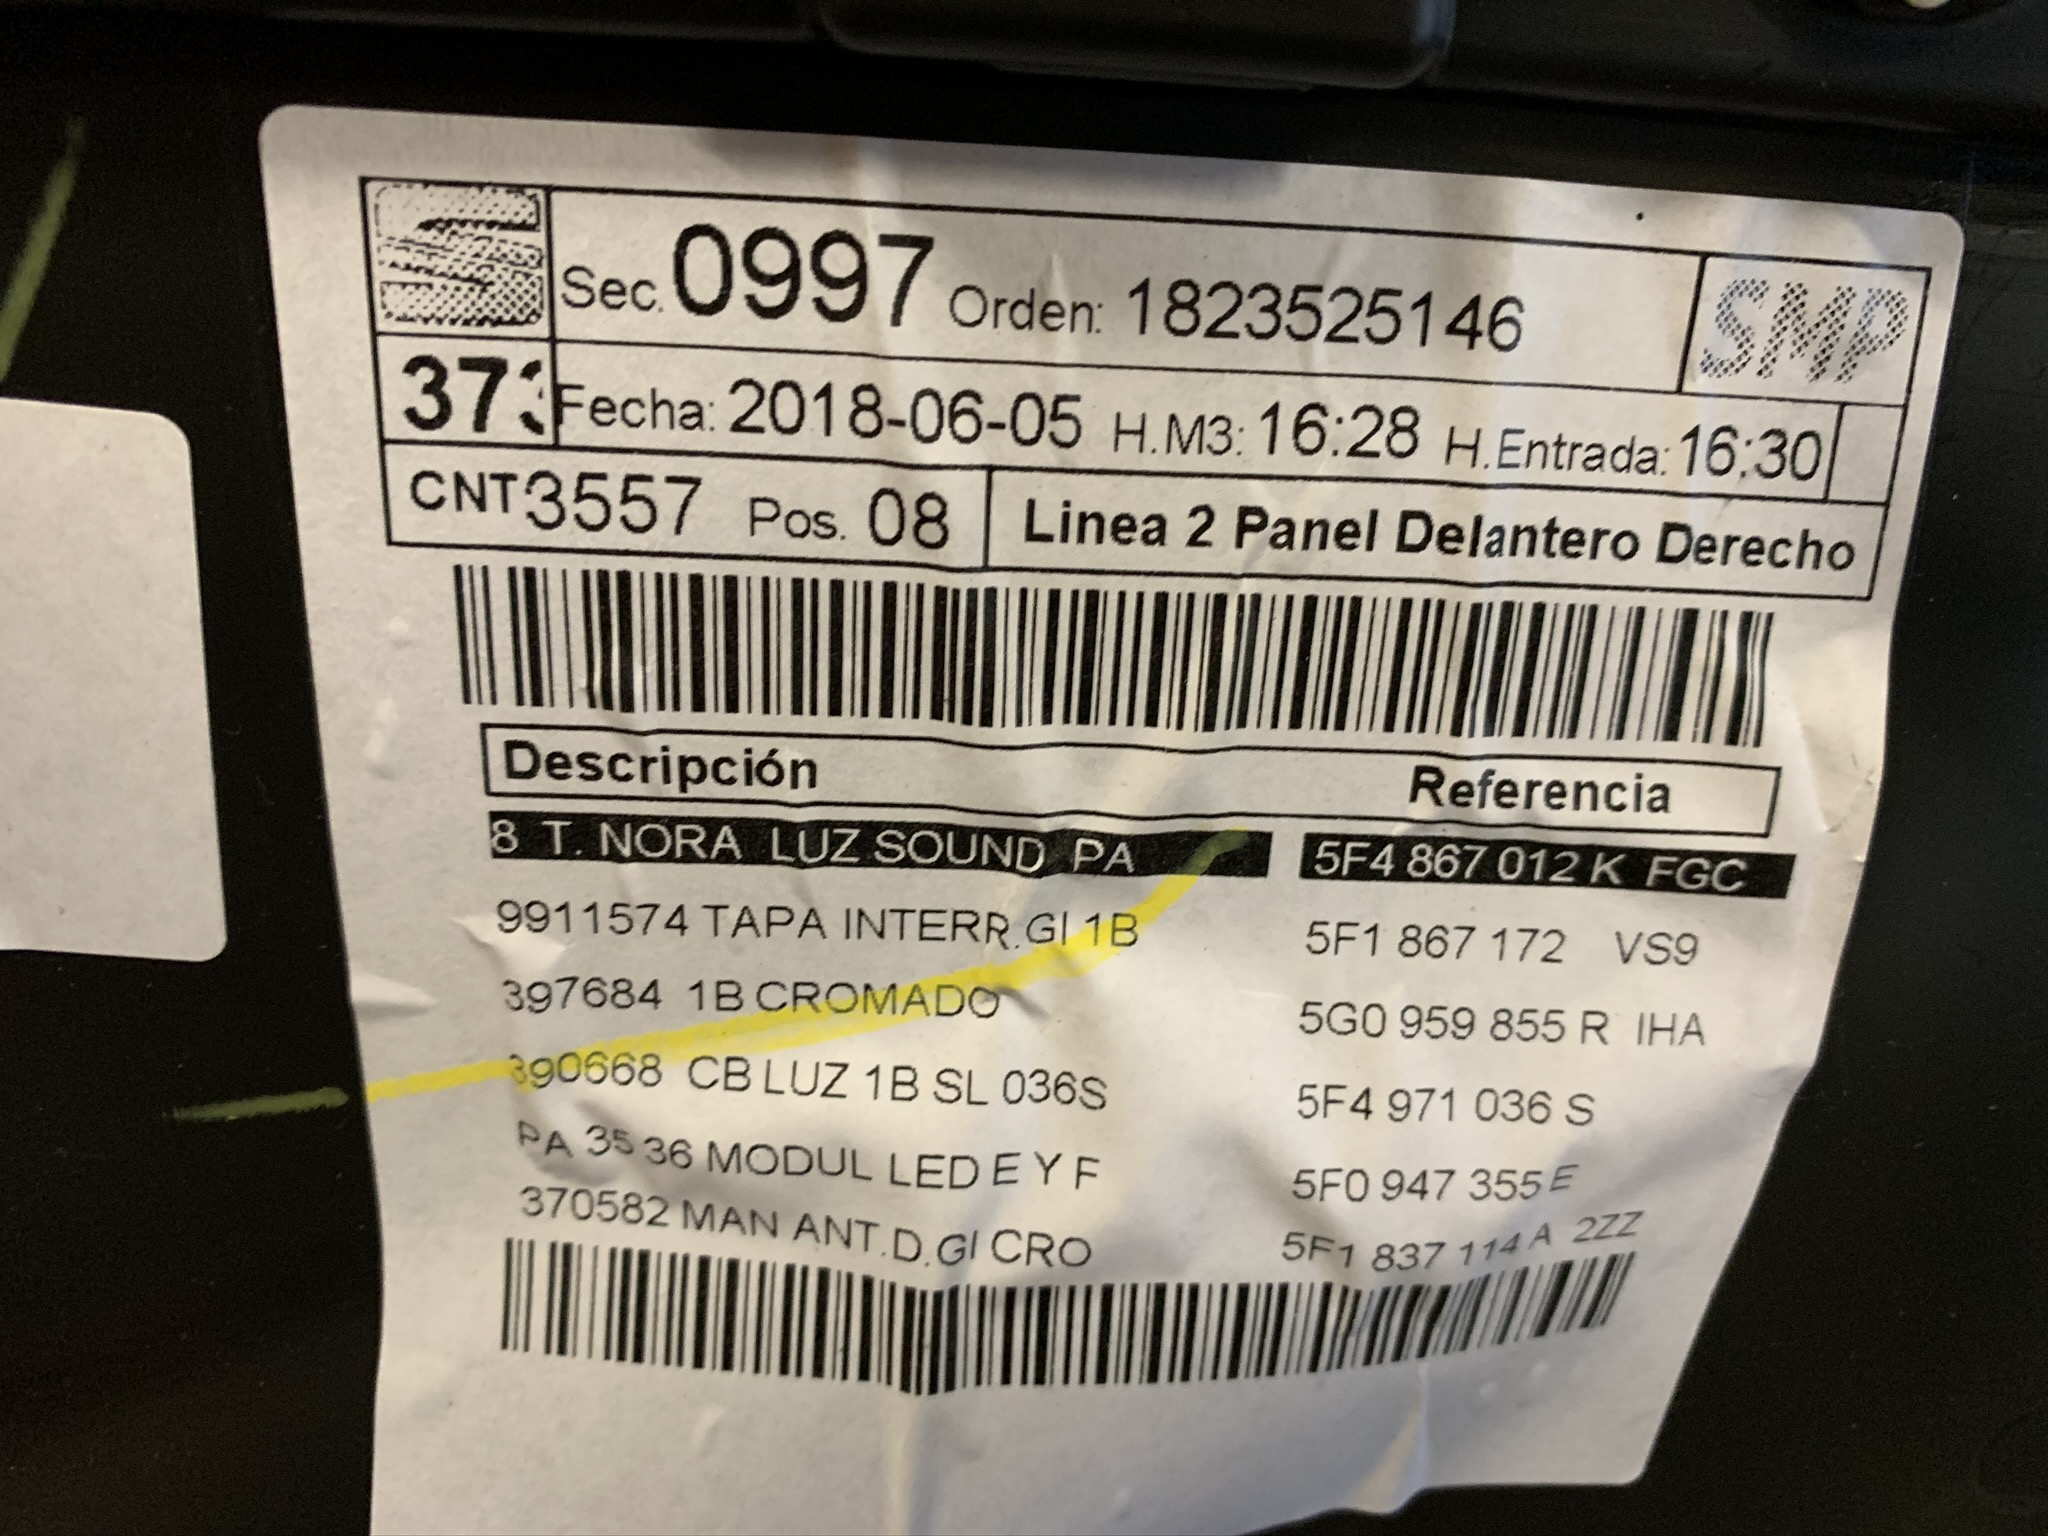 Sec. 0997 Orden: 1823525146 SMP
Fecha: 2018-06-05 H.M3: 16:28 H.Entrada: 16:30
CNT 3557 Pos. 08 Linea 2 Panel Delantero Derecho
Descripción Referencia
8 T. NORA LUZ SOUND PA 5F4 867 012 K FGC
9911574 TAPA INTERR.GI 1B 5F1 867 172 VS9
397684 1B CROMADO 5G0 959 855 R IHA
390668 CB LUZ 1B SL 036S 5F4 971 036 S
PA 3536 MODUL LED E Y F 5F0 947 355 E
370582 MAN ANT.D.GI CRO 5F1 837 114 A 2ZZ